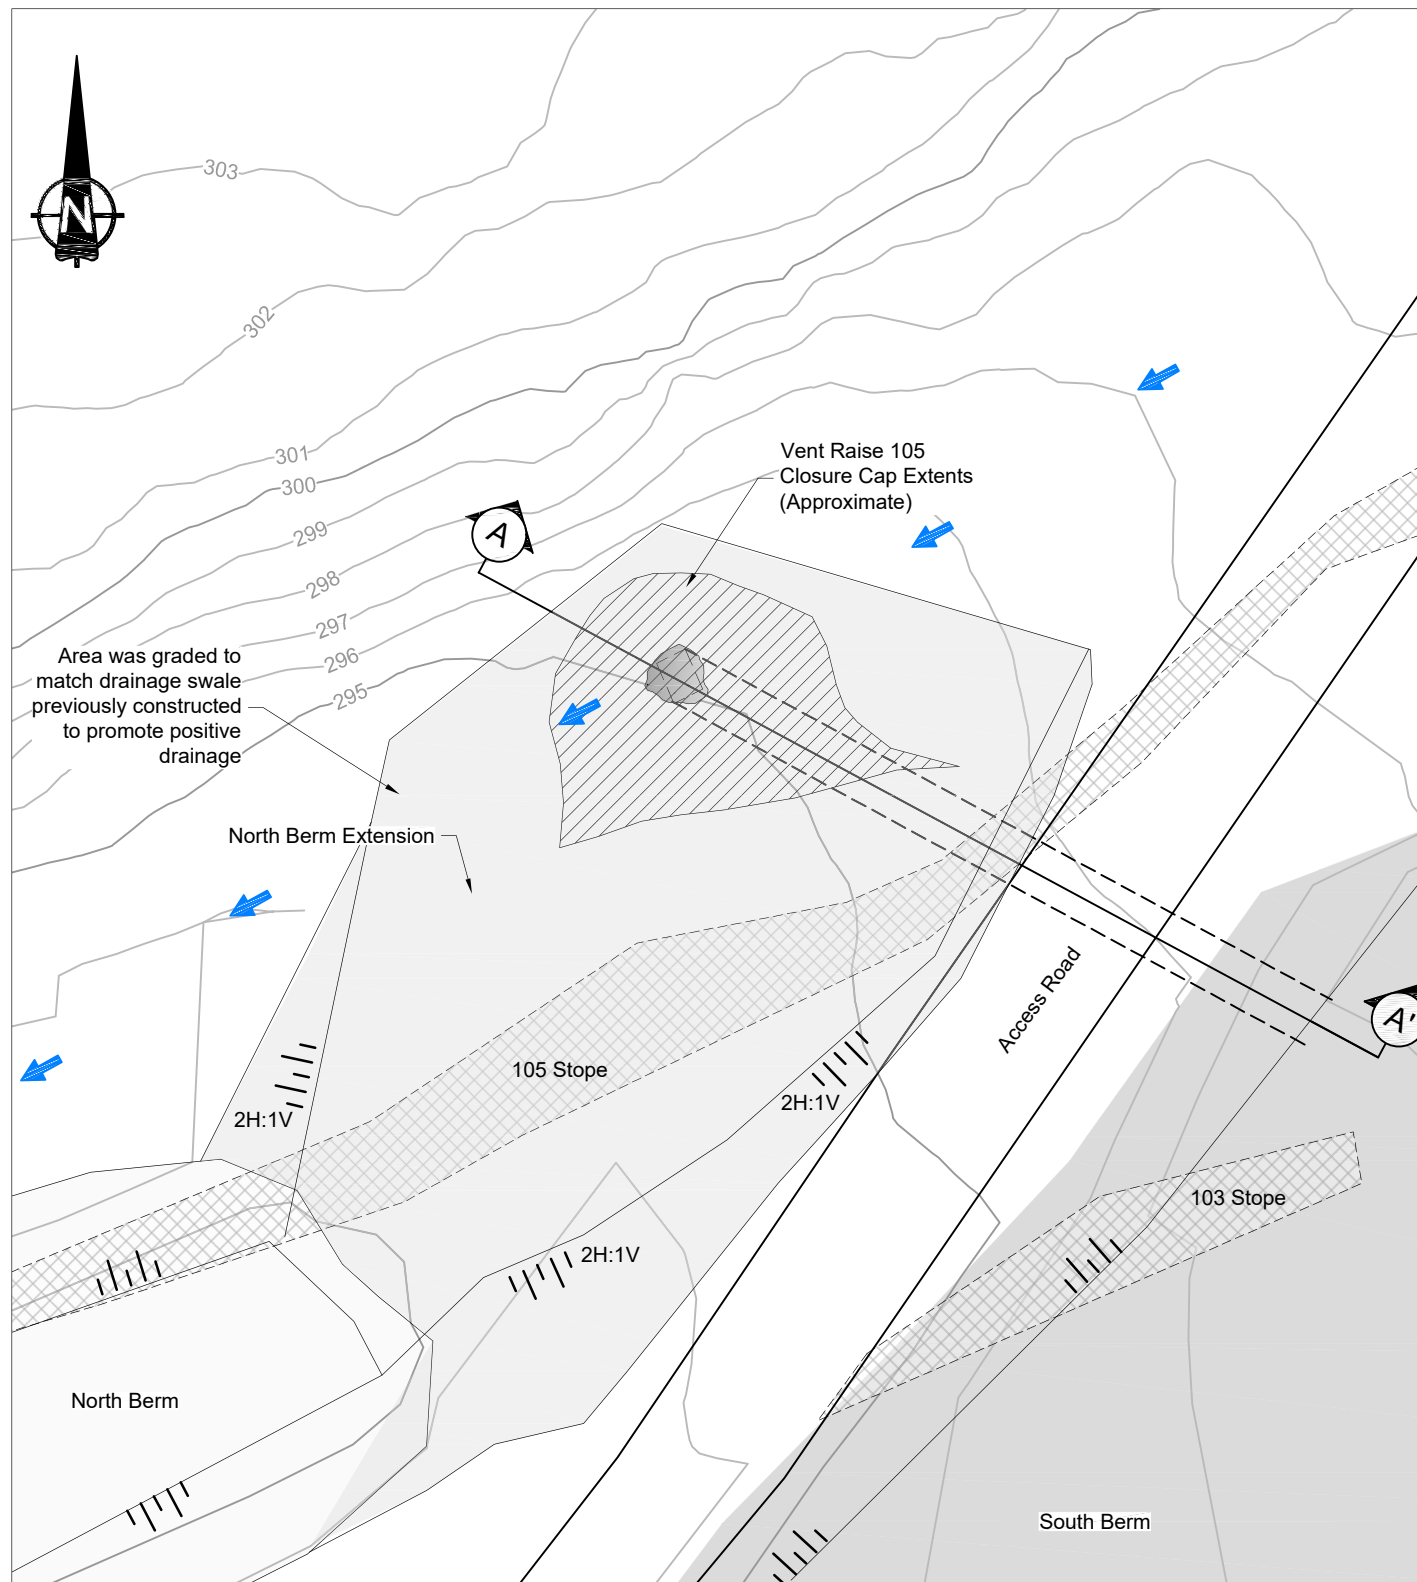 N
303
302
301
300
299
298
297
296
295
Vent Raise 105
Closure Cap Extents
(Approximate)
A
Area was graded to
match drainage swale
previously constructed
to promote positive
drainage
North Berm Extension
Access Road
A'
105 Stope
2H:1V
2H:1V
103 Stope
2H:1V
North Berm
South Berm